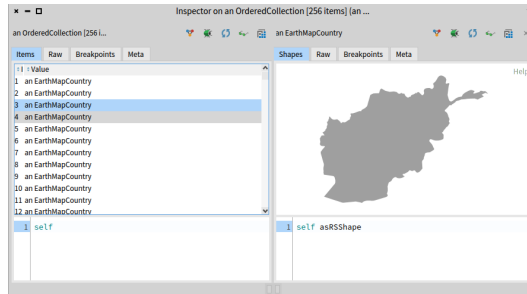 Inspector on an OrderedCollection [256 items] (an ...
an OrderedCollection [256 i...
an EarthMapCountry
Items Raw Breakpoints Meta
Shapes Raw Breakpoints Meta
Value
1 an EarthMapCountry
2 an EarthMapCountry
3 an EarthMapCountry
4 an EarthMapCountry
5 an EarthMapCountry
6 an EarthMapCountry
7 an EarthMapCountry
8 an EarthMapCountry
9 an EarthMapCountry
10 an EarthMapCountry
11 an EarthMapCountry
12 an EarthMapCountry
Help
1 self
1 self asRSShape